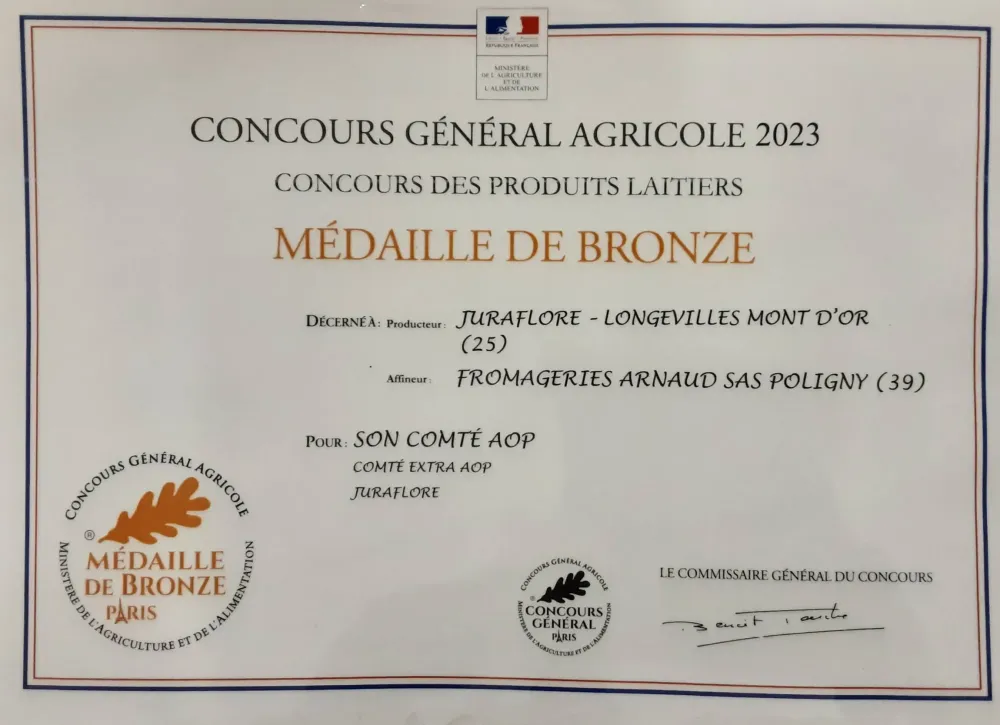 RÉPUBLIQUE FRANÇAISE
MINISTÈRE
DE L'AGRICULTURE
ET DE
L'ALIMENTATION
CONCOURS GÉNÉRAL AGRICOLE 2023
CONCOURS DES PRODUITS LAITIERS
MÉDAILLE DE BRONZE
DÉCERNÉ À: Producteur: JURAFLORE - LONGEVILLES MONT D'OR
(25)
Affineur: FROMAGERIES ARNAUD SAS POLIGNY (39)
POUR: SON COMTÉ AOP
COMTÉ EXTRA AOP
JURAFLORE
CONCOURS GÉNÉRAL AGRICOLE
®
MÉDAILLE
DE BRONZE
PARIS
MINISTÈRE DE L'AGRICULTURE ET DE L'ALIMENTATION
CONCOURS GÉNÉRAL AGRICOLE
®
CONCOURS
GÉNÉRAL
PARIS
MINISTÈRE DE L'AGRICULTURE ET DE L'ALIMENTATION
LE COMMISSAIRE GÉNÉRAL DU CONCOURS
Benoit